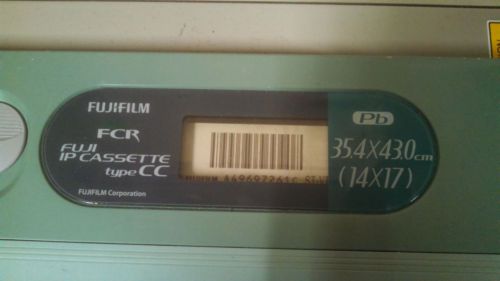 FUJIFILM
FCR
FUJI
IP CASSETTE
type CC
FUJIFILM Corporation
Pb
35.4X43.0cm
(14X17)